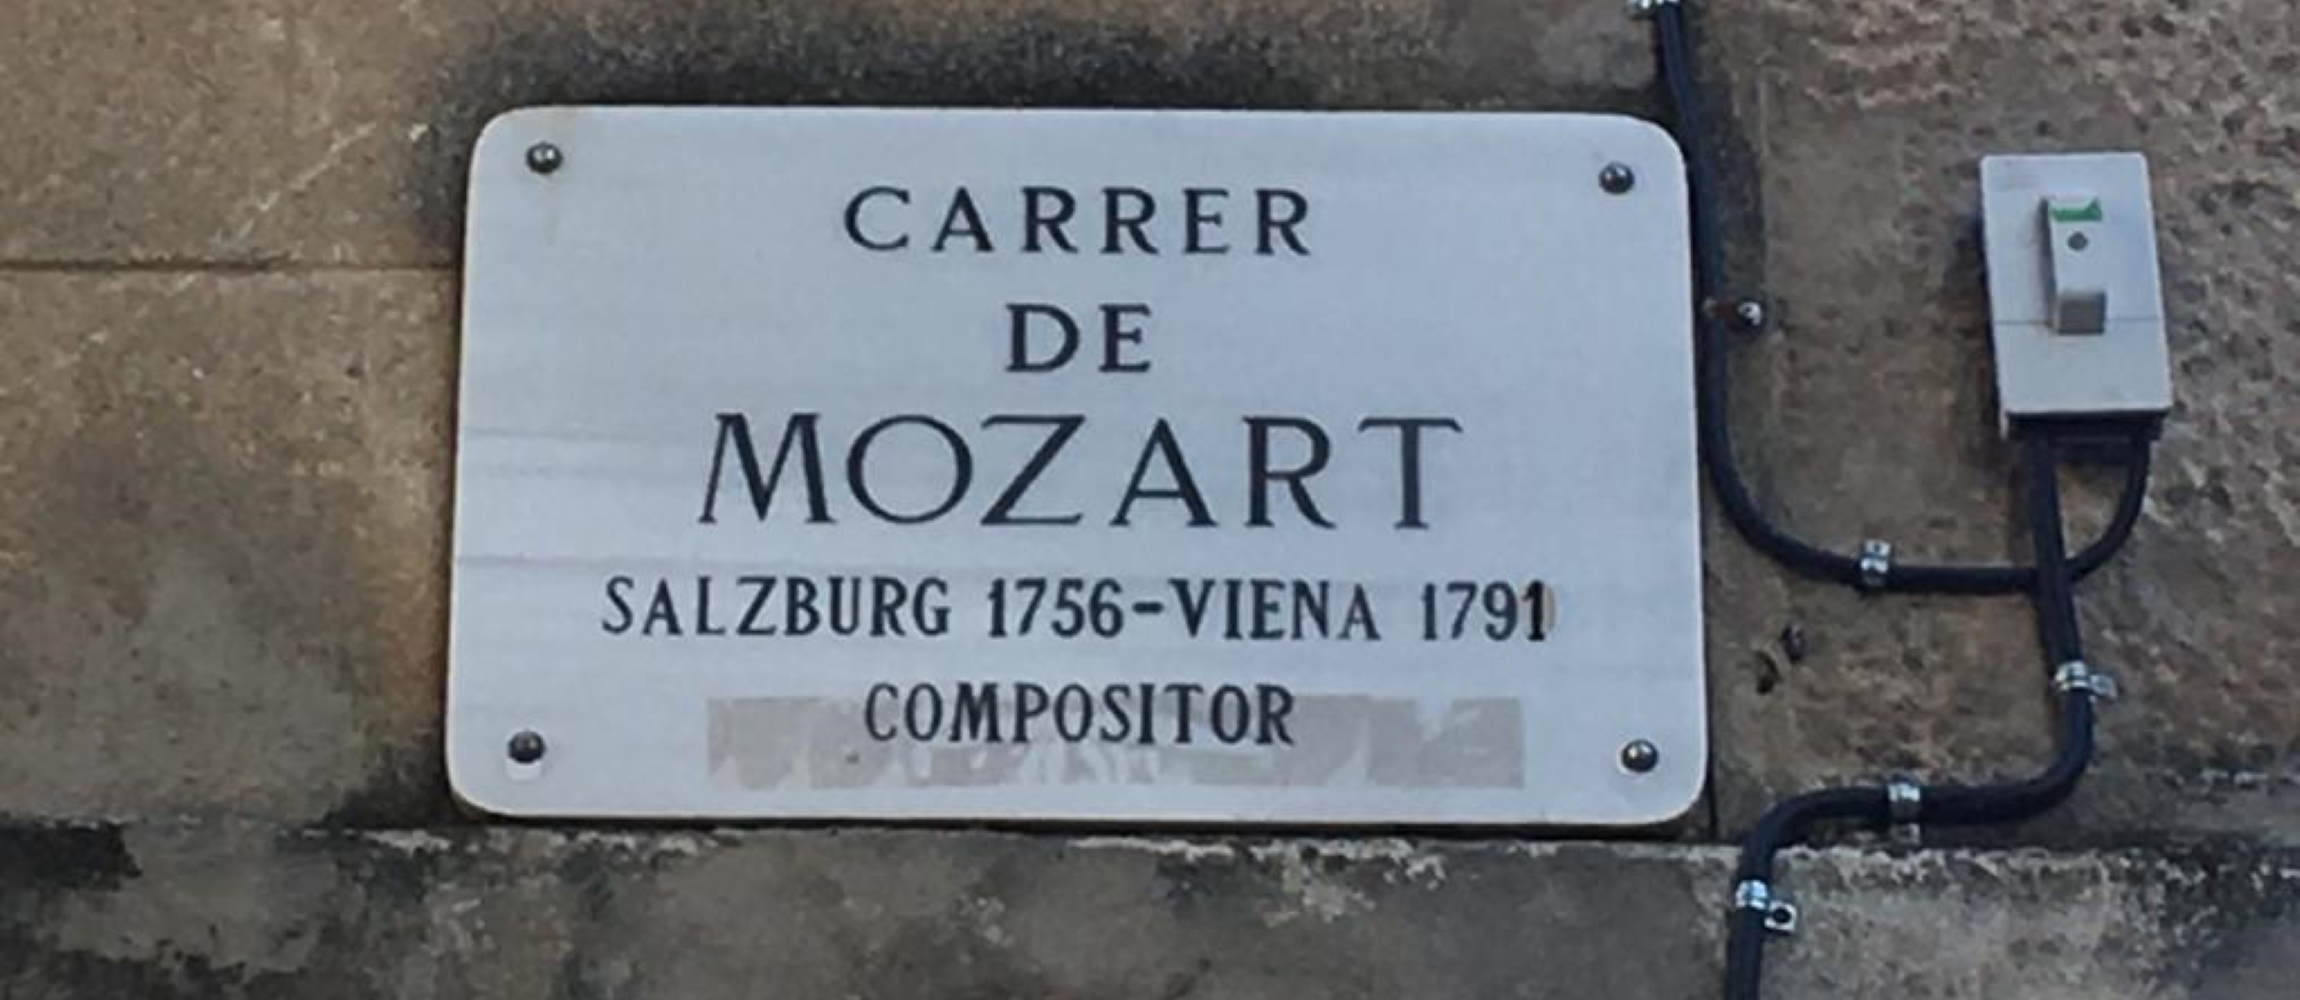 CARRER
DE
MOZART
SALZBURG 1756-VIENA 1791
COMPOSITOR